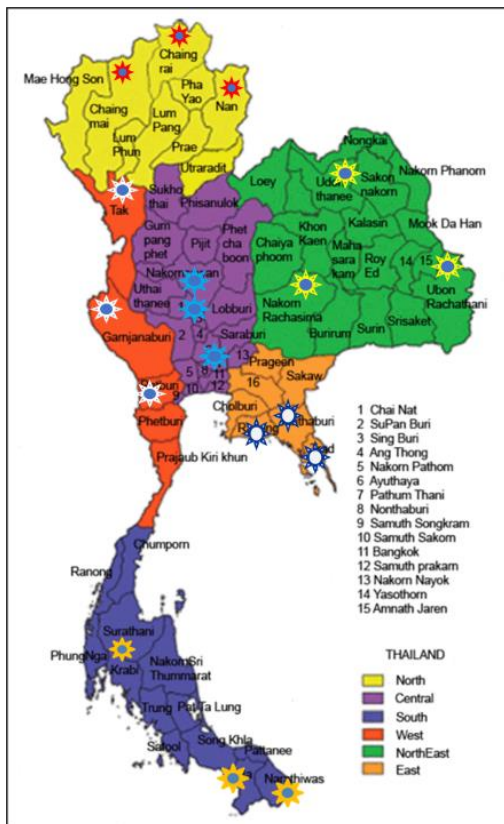 Chaing rai
Mae Hong Son
Pha Yao
Nan
Chaing mai
Lum Pang
Lum Phun
Prae
Utraradit
Nongkai
Loey
Sakon nakorn
Nakorn Phanom
Tak
Sukho thai
Phisanulok
Khon Kaen
Kalasin
Mook Da Han
Gum pang phet
Pijit
Phet cha boon
Chaiya phoom
Maha sara kam
Roy Ed
14
15
Uthai thanee
Ubon Rachathani
Lobburi
Nakorn Rachasima
Garnjanaburi
Saraburi
Burirum
Surin
Srisaket
2
4
13
Prageen
5
8
11
16
Sakaw
9
10
12
Cholburi
Phetburi
Prajaub Kiri khun
1 Chai Nat
2 SuPan Buri
3 Sing Buri
4 Ang Thong
5 Nakorn Pathom
6 Ayuthaya
7 Pathum Thani
8 Nonthaburi
9 Samuth Songkram
10 Samuth Sakorn
11 Bangkok
12 Samuth prakarn
13 Nakorn Nayok
14 Yasothorn
15 Amnath Jaren
Chumporn
Ranong
Surathani
PhungNga
Krabi
NakornSri Thummarat
Trung
Pat Ta Lung
Satool
Song Khla
Pattanee
THAILAND
North
Central
South
West
NorthEast
East